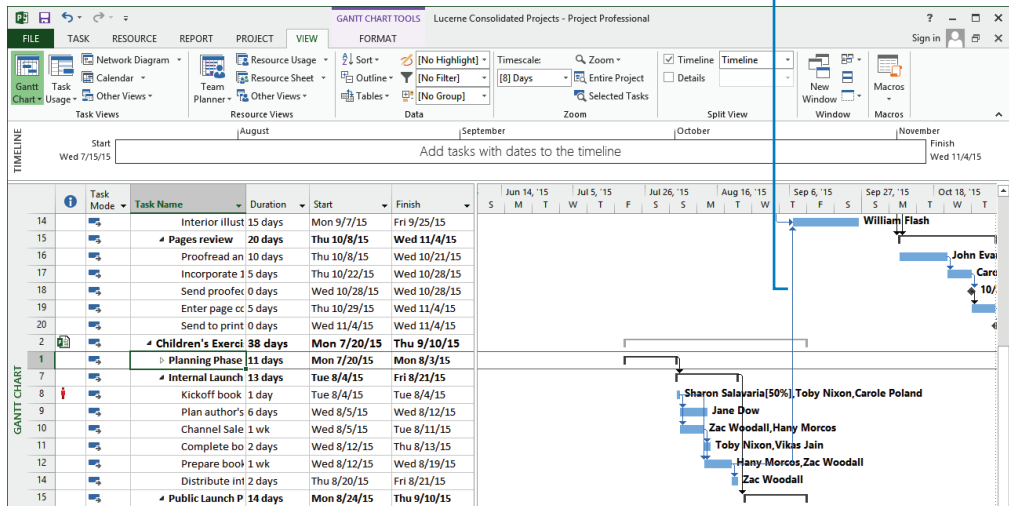 GANTT CHART TOOLS Lucerne Consolidated Projects - Project Professional ?
FILE TASK RESOURCE REPORT PROJECT VIEW FORMAT Sign in
Gantt Chart Task Usage Network Diagram Calendar Other Views Task Views
Team Planner Resource Usage Resource Sheet Other Views Resource Views
Sort Outline Tables [No Highlight] [No Filter] [No Group] Data
Timescale: [8] Days Zoom Entire Project Selected Tasks Zoom
Timeline Timeline Details Split View
New Window Window
Macros Macros
TIMELINE
August September October November
Start Wed 7/15/15 Add tasks with dates to the timeline Finish Wed 11/4/15
GANTT CHART
Task Mode Task Name Duration Start Finish
Jun 14, '15 Jul 5, '15 Jul 26, '15 Aug 16, '15 Sep 6, '15 Sep 27, '15 Oct 18, '15
S M T W T F S S M T W T F S S M T W T
14 Interior illust 15 days Mon 9/7/15 Fri 9/25/15 William Flash
15 Pages review 20 days Thu 10/8/15 Wed 11/4/15
16 Proofread an 10 days Thu 10/8/15 Wed 10/21/15 John Eva
17 Incorporate 1 5 days Thu 10/22/15 Wed 10/28/15 Caro
18 Send proofec 0 days Wed 10/28/15 Wed 10/28/15 10/
19 Enter page cc 5 days Thu 10/29/15 Wed 11/4/15
20 Send to print 0 days Wed 11/4/15 Wed 11/4/15
2 Children's Exerci 38 days Mon 7/20/15 Thu 9/10/15
1 Planning Phase 11 days Mon 7/20/15 Mon 8/3/15
7 Internal Launch 13 days Tue 8/4/15 Fri 8/21/15
8 Kickoff book 1 day Tue 8/4/15 Tue 8/4/15 Sharon Salavaria[50%],Toby Nixon,Carole Poland
9 Plan author's 6 days Wed 8/5/15 Wed 8/12/15 Jane Dow
10 Channel Sale 1 wk Wed 8/5/15 Tue 8/11/15 Zac Woodall,Hany Morcos
11 Complete bo 2 days Wed 8/12/15 Thu 8/13/15 Toby Nixon,Vikas Jain
12 Prepare book 1 wk Wed 8/12/15 Wed 8/19/15 Hany Morcos,Zac Woodall
14 Distribute int 2 days Thu 8/20/15 Fri 8/21/15 Zac Woodall
15 Public Launch P 14 days Mon 8/24/15 Thu 9/10/15